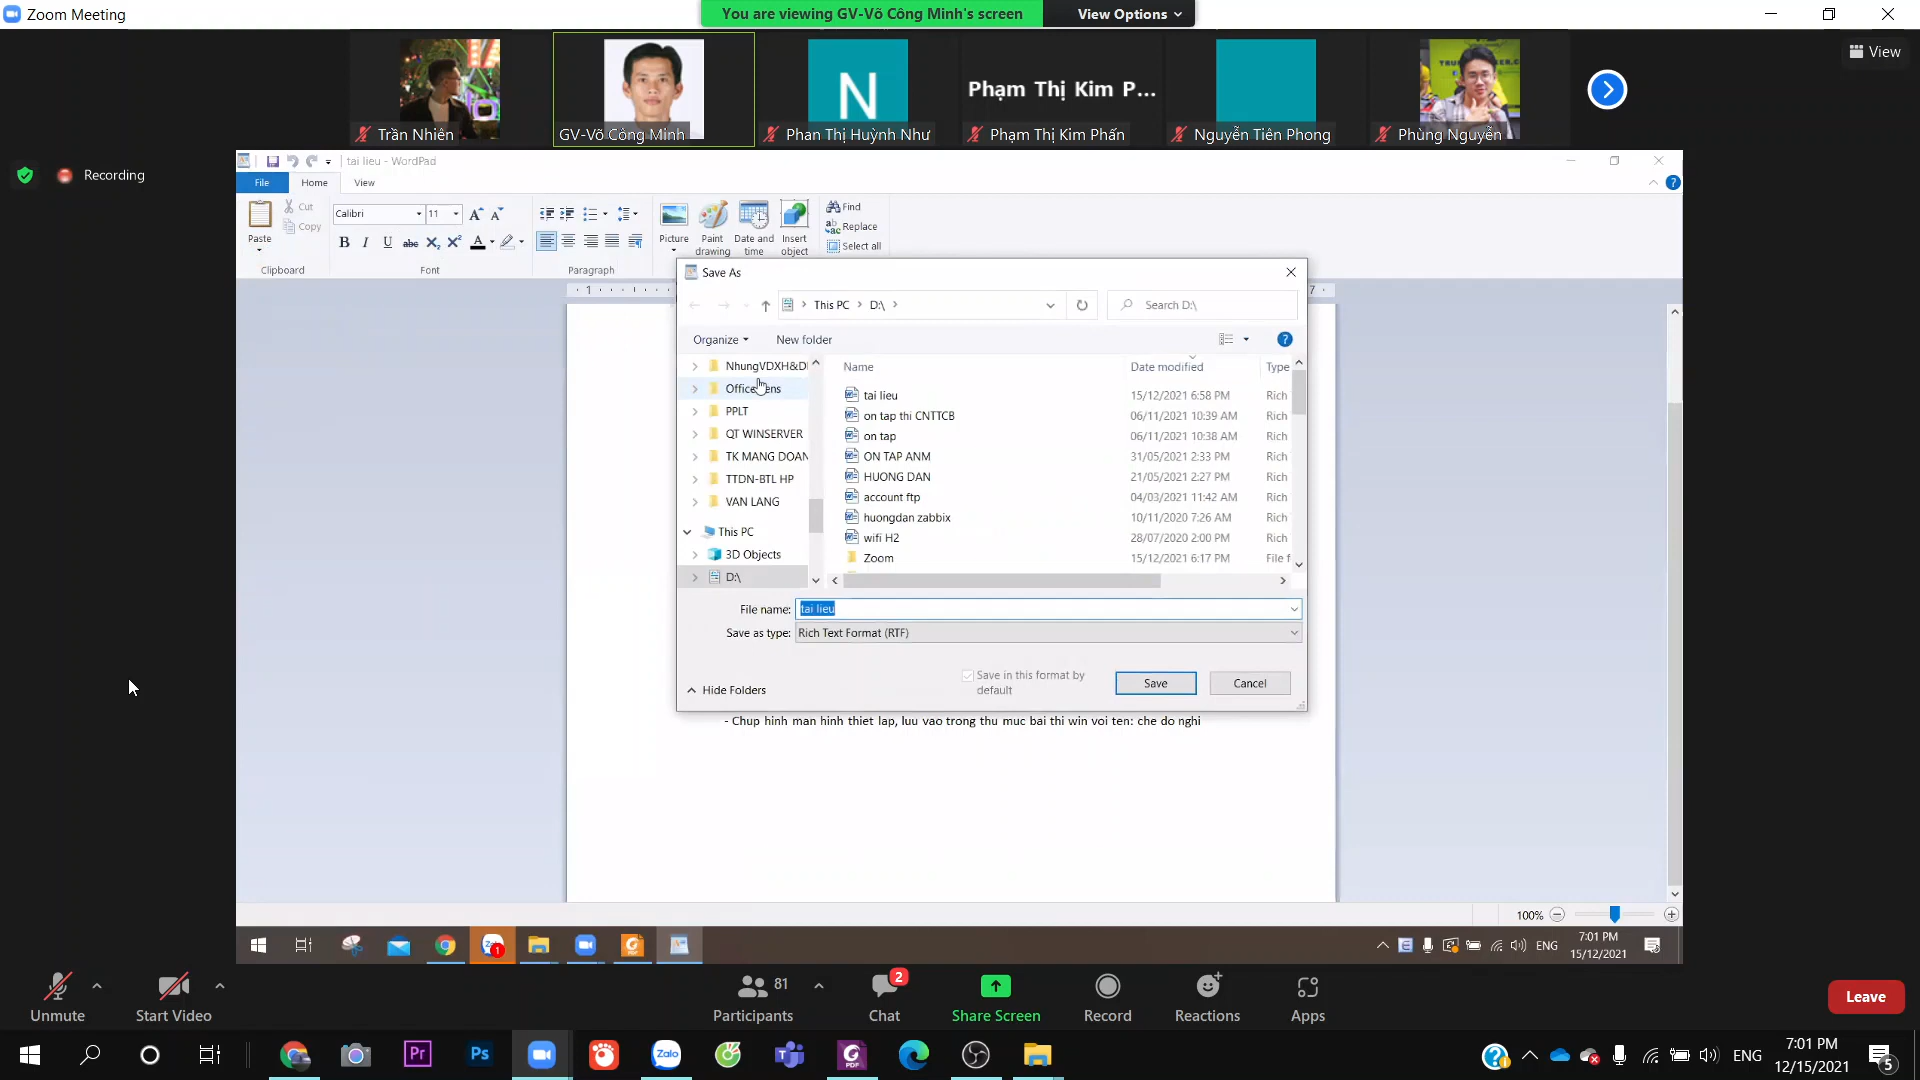 Zoom Meeting
You are viewing GV-Võ Công Minh's screen
View Options
View
N
Phạm Thị Kim P...
Trần Nhiên
GV-Võ Công Minh
Phan Thị Huỳnh Như
Phạm Thị Kim Phấn
Nguyễn Tiên Phong
Phùng Nguyễn
Recording
tai lieu - WordPad
File
Home
View
Paste
Cut
Copy
Clipboard
Calibri
11
B I U abc X₂ X² A
Font
Paragraph
Picture
Paint drawing
Date and time
Insert object
Find
Replace
Select all
Save As
This PC > D:\ >
Search D:\
Organize
New folder
NhungVDXH&D
Office Lens
PPLT
QT WINSERVER
TK MANG DOAN
TTDN-BTL HP
VAN LANG
This PC
3D Objects
D:\
Name Date modified Type
tai lieu 15/12/2021 6:58 PM Rich
on tap thi CNTTCB 06/11/2021 10:39 AM Rich
on tap 06/11/2021 10:38 AM Rich
ON TAP ANM 31/05/2021 2:33 PM Rich
HUONG DAN 21/05/2021 2:27 PM Rich
account ftp 04/03/2021 11:42 AM Rich
huongdan zabbix 10/11/2020 7:26 AM Rich
wifi H2 28/07/2020 2:00 PM Rich
Zoom 15/12/2021 6:17 PM File f
File name: tai lieu
Save as type: Rich Text Format (RTF)
Hide Folders
Save in this format by
default
Save
Cancel
- Chup hinh man hinh thiet lap, luu vao trong thu muc bai thi win voi ten: che do nghi
100%
ENG
7:01 PM
15/12/2021
Unmute
Start Video
81
Participants
2
Chat
Share Screen
Record
Reactions
Apps
Leave
Pr
Ps
Zalo
PDF
ENG
7:01 PM
12/15/2021
5